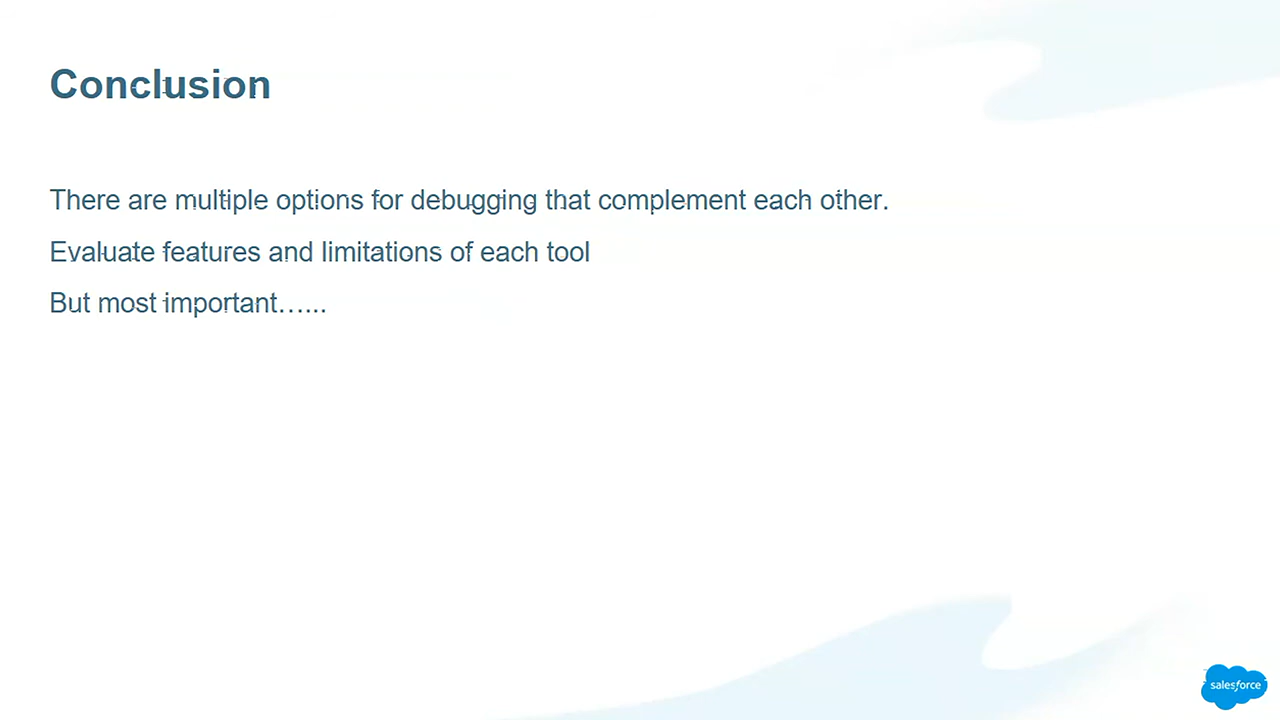 Conclusion
There are multiple options for debugging that complement each other.
Evaluate features and limitations of each tool
But most important…...
salesforce